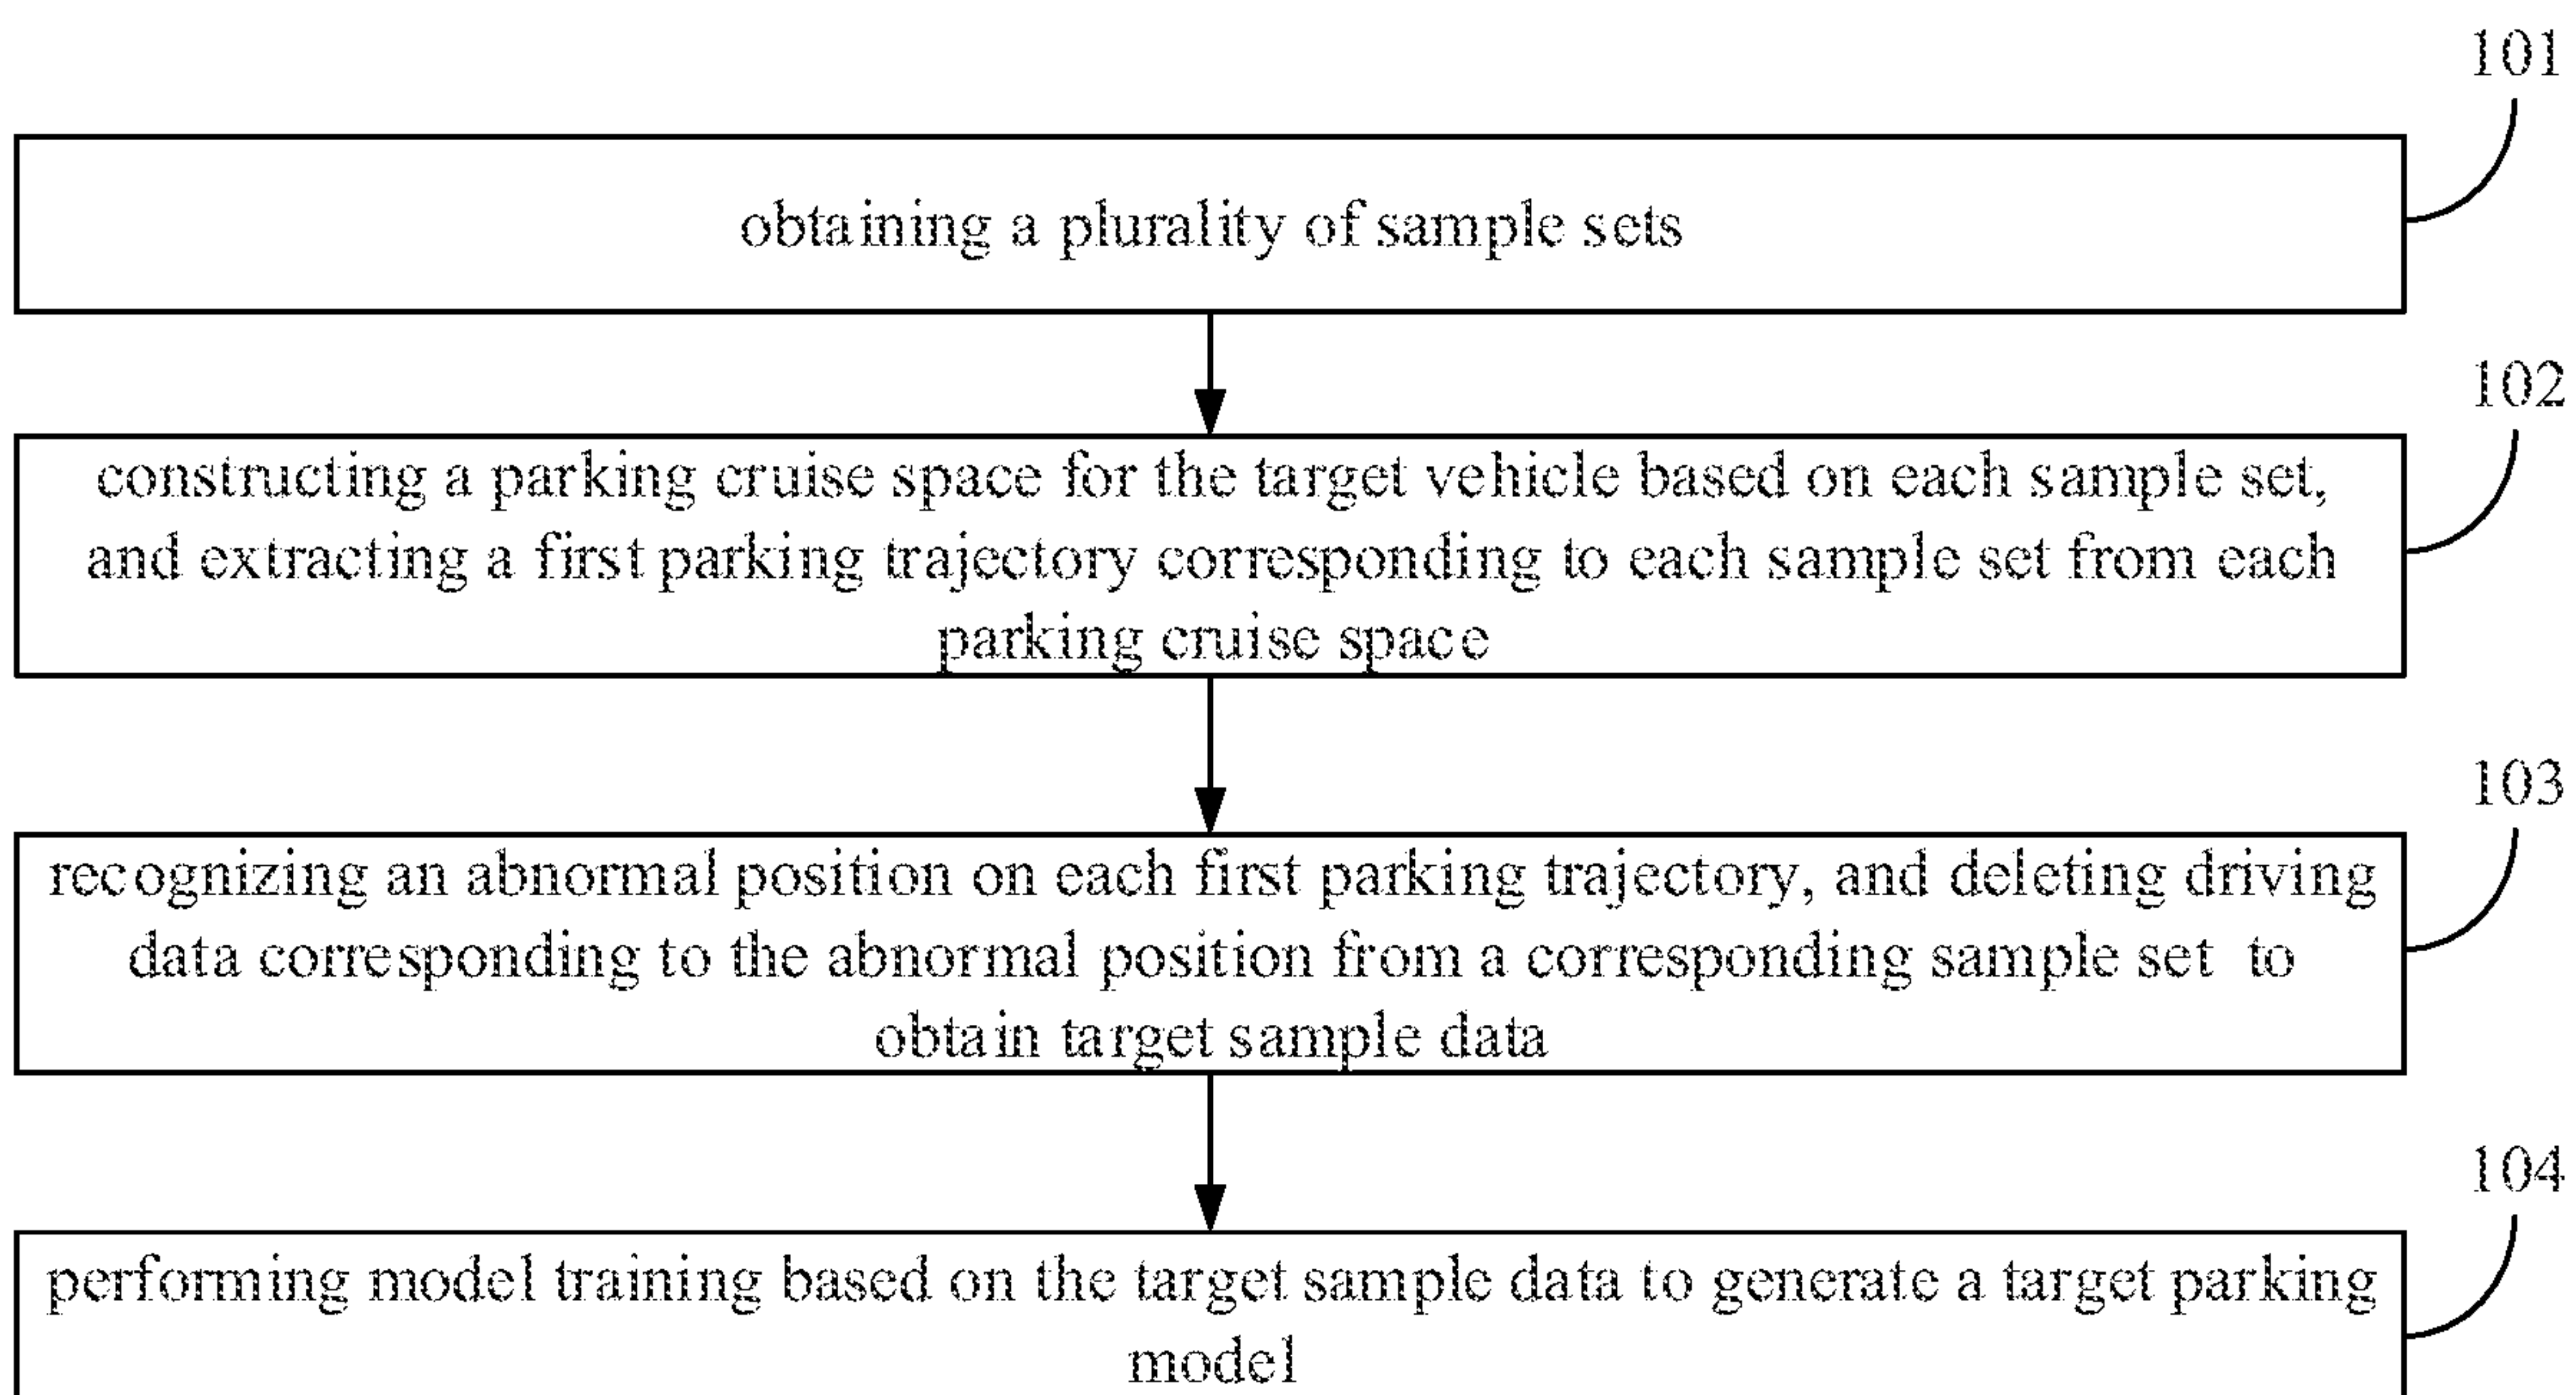 101
obtaining a plurality of sample sets
102
constructing a parking cruise space for the target vehicle based on each sample set,
and extracting a first parking trajectory corresponding to each sample set from each
parking cruise space
103
recognizing an abnormal position on each first parking trajectory, and deleting driving
data corresponding to the abnormal position from a corresponding sample set to
obtain target sample data
104
performing model training based on the target sample data to generate a target parking
model